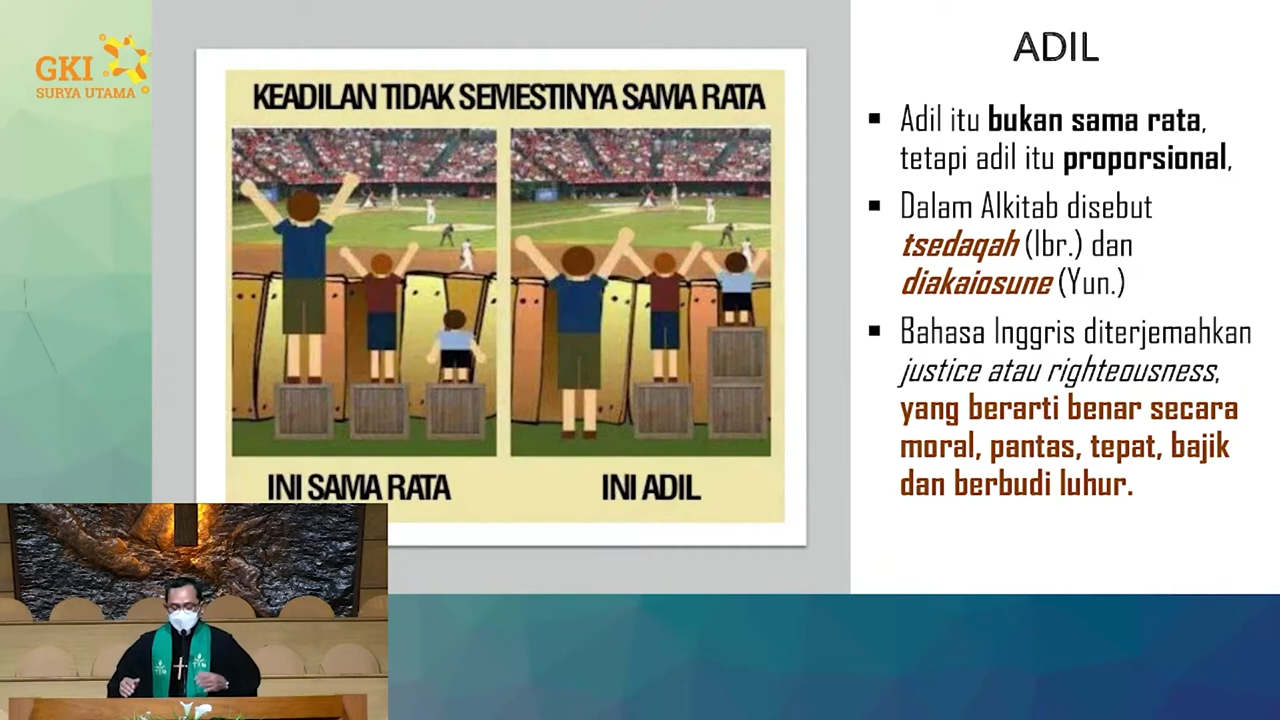 GKI
SURYA UTAMA
KEADILAN TIDAK SEMESTINYA SAMA RATA
INI SAMA RATA
INI ADIL
ADIL
Adil itu bukan sama rata,
tetapi adil itu proporsional,
Dalam Alkitab disebut
tsedaqah (Ibr.) dan
diakaiosune (Yun.)
Bahasa Inggris diterjemahkan
justice atau righteousness,
yang berarti benar secara
moral, pantas, tepat, bajik
dan berbudi luhur.